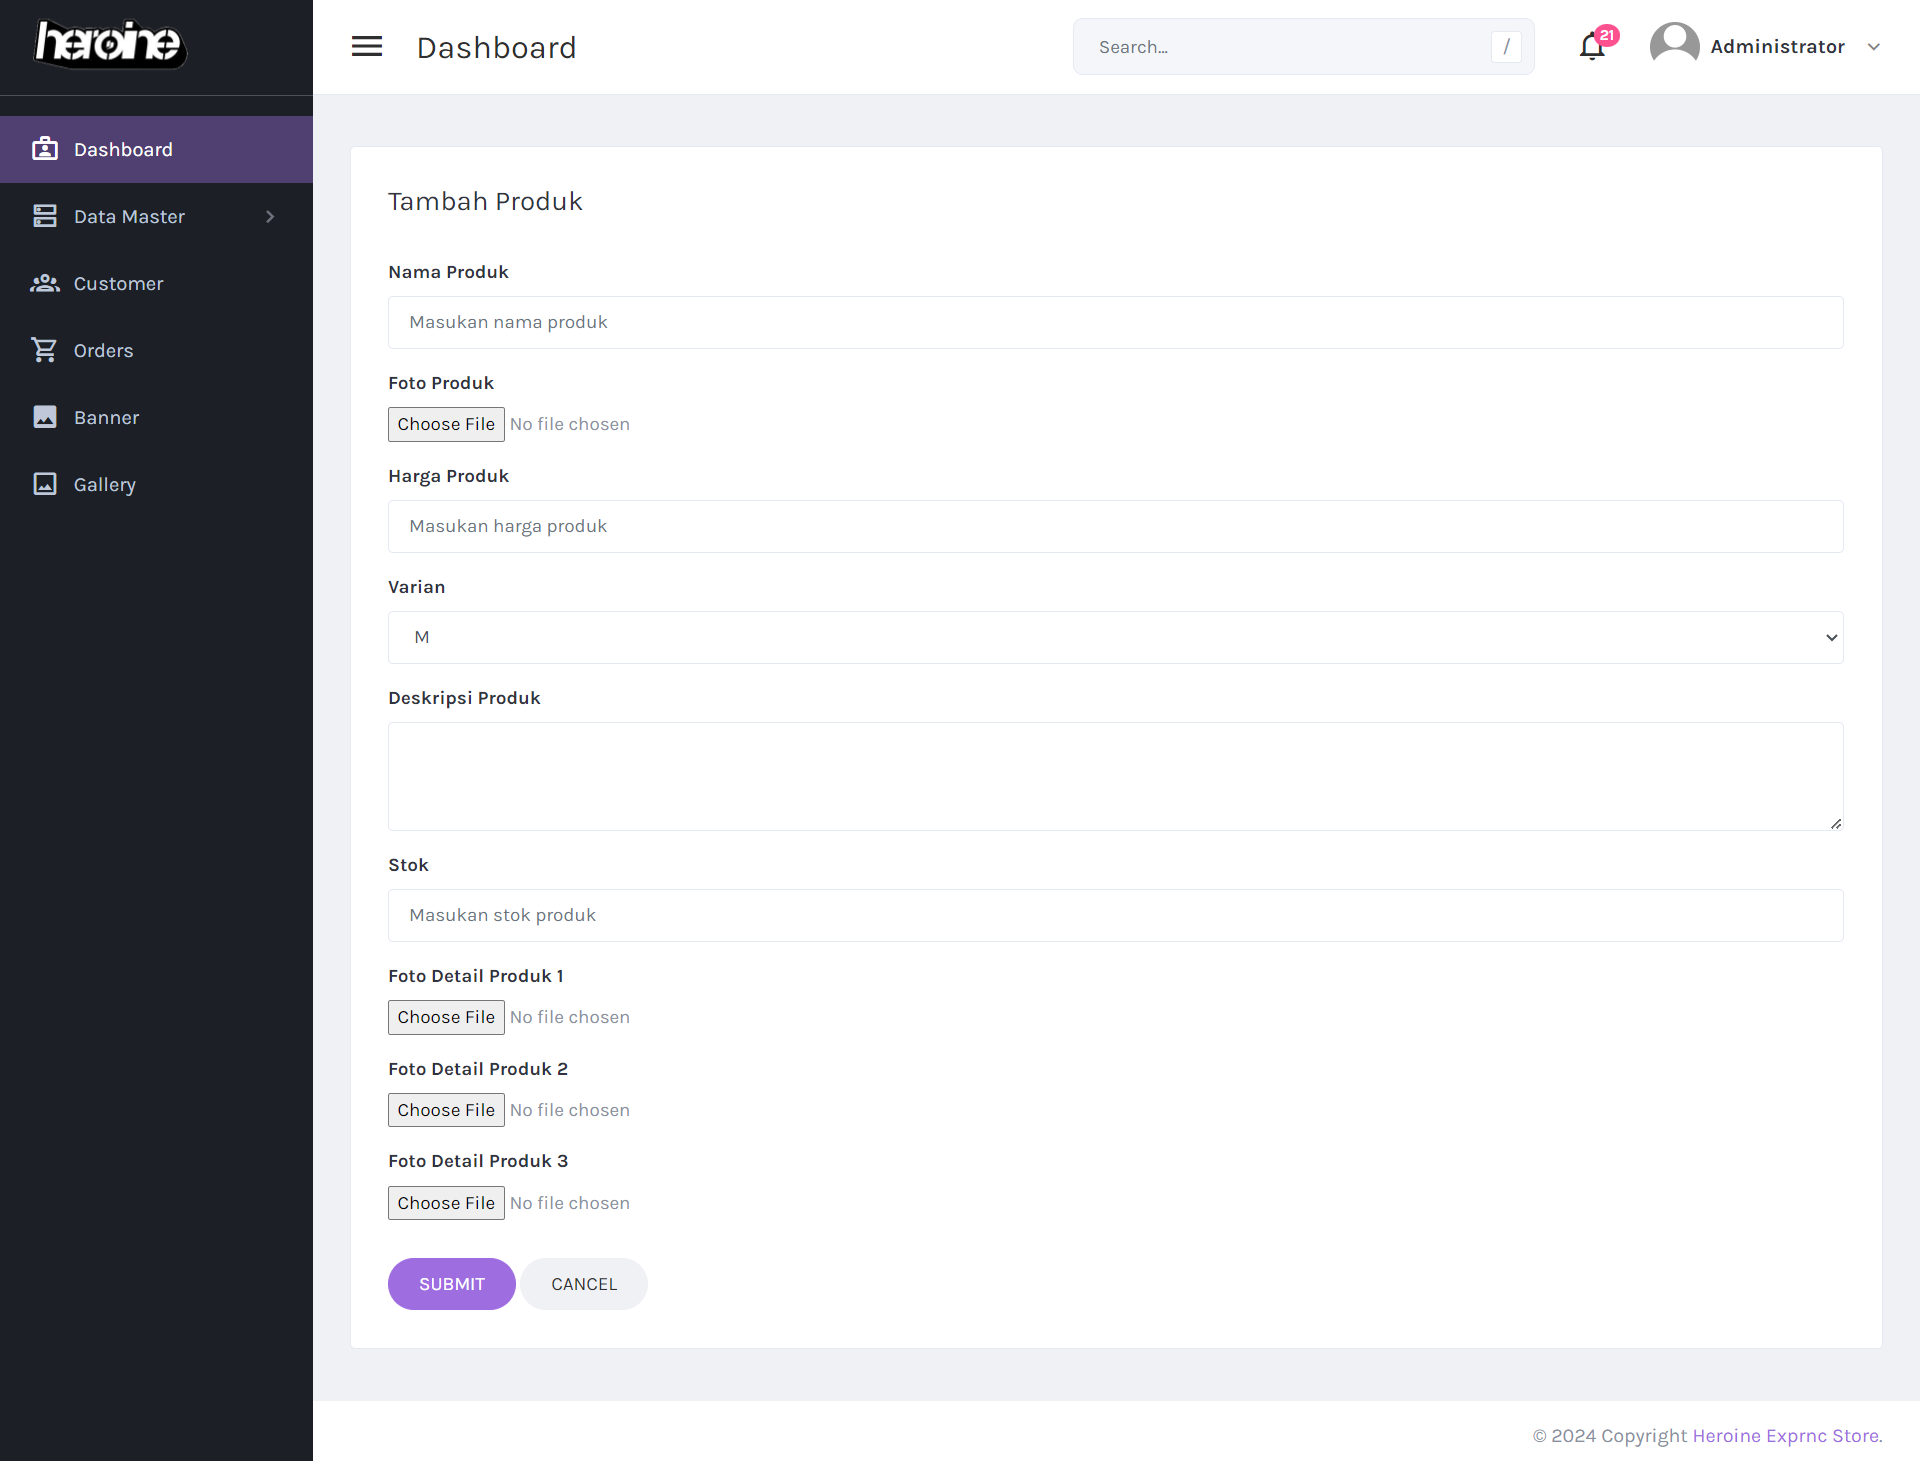 heroine
Dashboard
Search...
/
21
Administrator
Dashboard
Data Master
Customer
Orders
Banner
Gallery
Tambah Produk
Nama Produk
Masukan nama produk
Foto Produk
Choose File No file chosen
Harga Produk
Masukan harga produk
Varian
M
Deskripsi Produk
Stok
Masukan stok produk
Foto Detail Produk 1
Choose File No file chosen
Foto Detail Produk 2
Choose File No file chosen
Foto Detail Produk 3
Choose File No file chosen
SUBMIT CANCEL
© 2024 Copyright Heroine Exprnc Store.